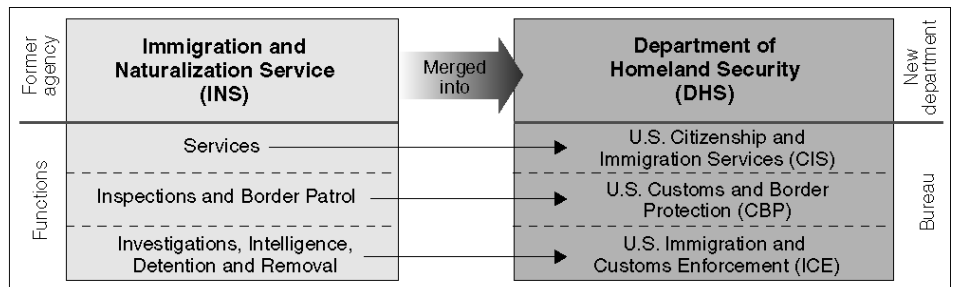 Former
agency
Immigration and
Naturalization Service
(INS)
Merged
into
Department of
Homeland Security
(DHS)
New
department
Functions
Services
U.S. Citizenship and
Immigration Services (CIS)
Inspections and Border Patrol
U.S. Customs and Border
Protection (CBP)
Investigations, Intelligence,
Detention and Removal
U.S. Immigration and
Customs Enforcement (ICE)
Bureau